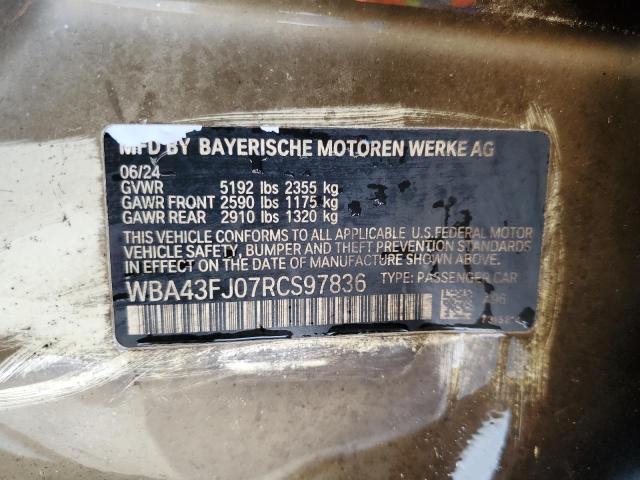 MFD BY BAYERISCHE MOTOREN WERKE AG
06/24
GVWR 5192 lbs 2355 kg
GAWR FRONT 2590 lbs 1175 kg
GAWR REAR 2910 lbs 1320 kg
THIS VEHICLE CONFORMS TO ALL APPLICABLE U.S.FEDERAL MOTOR
VEHICLE SAFETY, BUMPER AND THEFT PREVENTION STANDARDS
IN EFFECT ON THE DATE OF MANUFACTURE SHOWN ABOVE.
WBA43FJ07RCS97836 TYPE: PASSENGER CAR